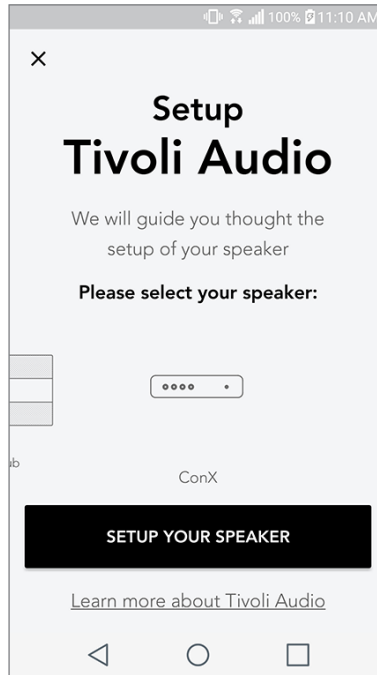 100% 11:10 AM
Setup
Tivoli Audio
We will guide you thought the
setup of your speaker
Please select your speaker:
ub
ConX
SETUP YOUR SPEAKER
Learn more about Tivoli Audio